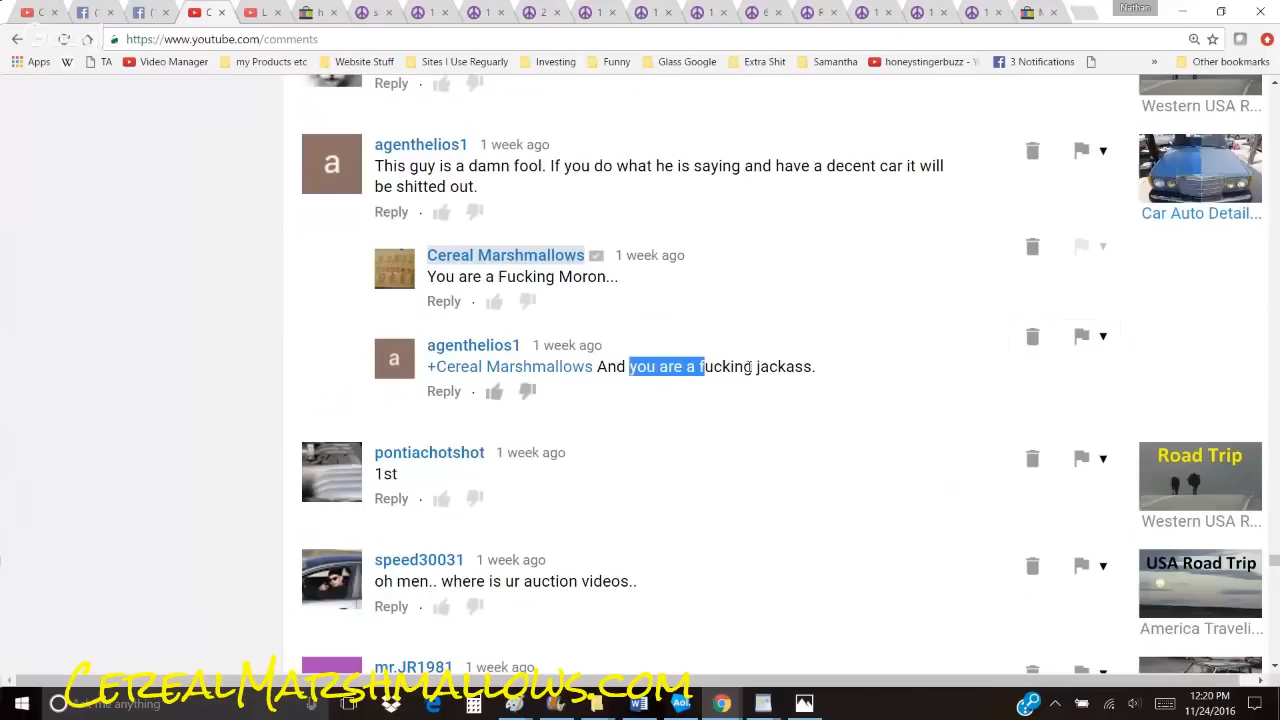 Nathan
https://www.youtube.com/comments
Apps
W
TA
Video Manager
my Products etc
Website Stuff
Sites I Use Reguarly
Investing
Funny
Glass Google
Extra Shit
Samantha
honeystingerbuzz - Y
3 Notifications
»
Other bookmarks
Reply
Western USA R...
agenthelios1 1 week ago
This guy is a damn fool. If you do what he is saying and have a decent car it will
be shitted out.
Reply
Car Auto Detail...
Cereal Marshmallows 1 week ago
You are a Fucking Moron...
Reply
a
agenthelios1 1 week ago
+Cereal Marshmallows And you are a fucking jackass.
Reply
a
pontiachotshot 1 week ago
1st
Reply
Road Trip
Western USA R...
speed30031 1 week ago
oh men.. where is ur auction videos..
Reply
USA Road Trip
America Traveli...
mr.JR1981 1 week ago
CerealMarshmallows.com
Ask me anything
Aol.
12:20 PM
11/24/2016